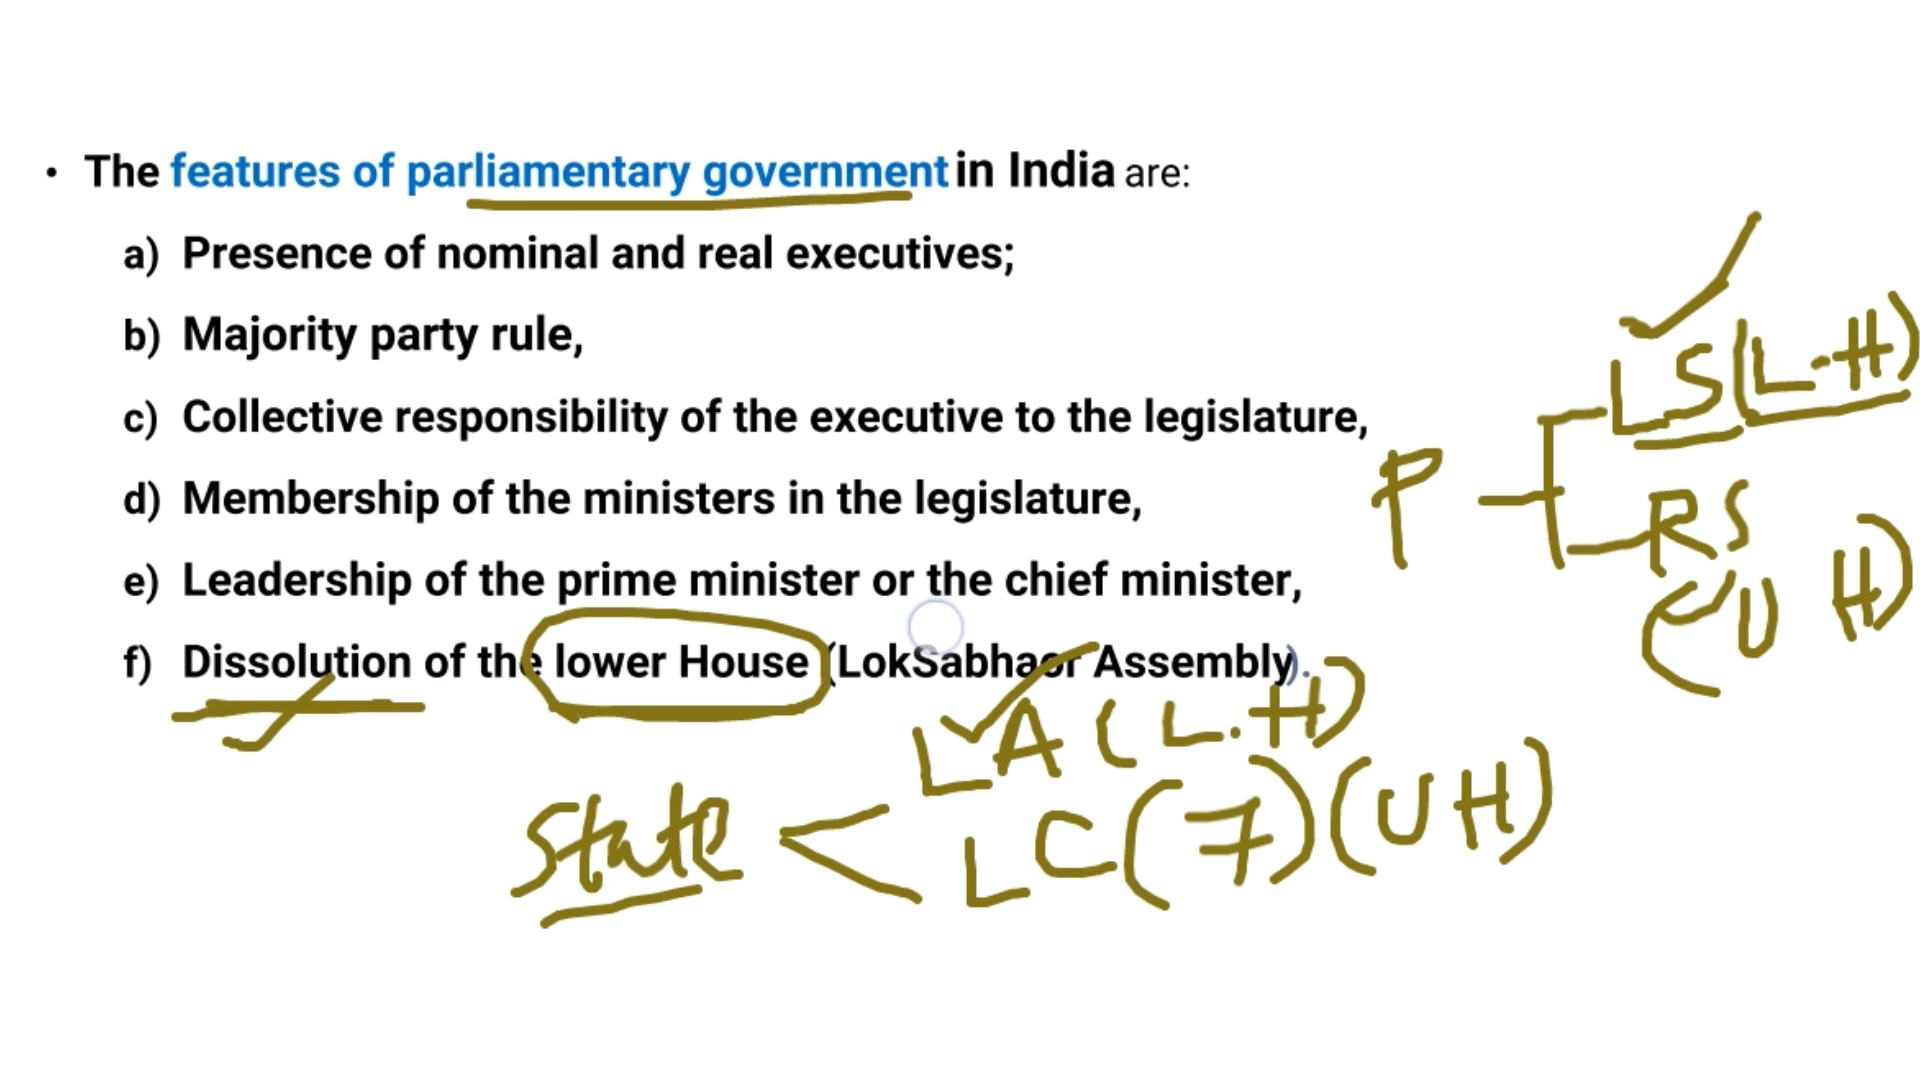 • The features of parliamentary government in India are:
a) Presence of nominal and real executives;
b) Majority party rule,
c) Collective responsibility of the executive to the legislature,
d) Membership of the ministers in the legislature,
e) Leadership of the prime minister or the chief minister,
f) Dissolution of the lower House (LokSabhaor Assembly).
P
LS (L.H)
RS
(U H)
State
LA (L.H)
LC (7) (UH)